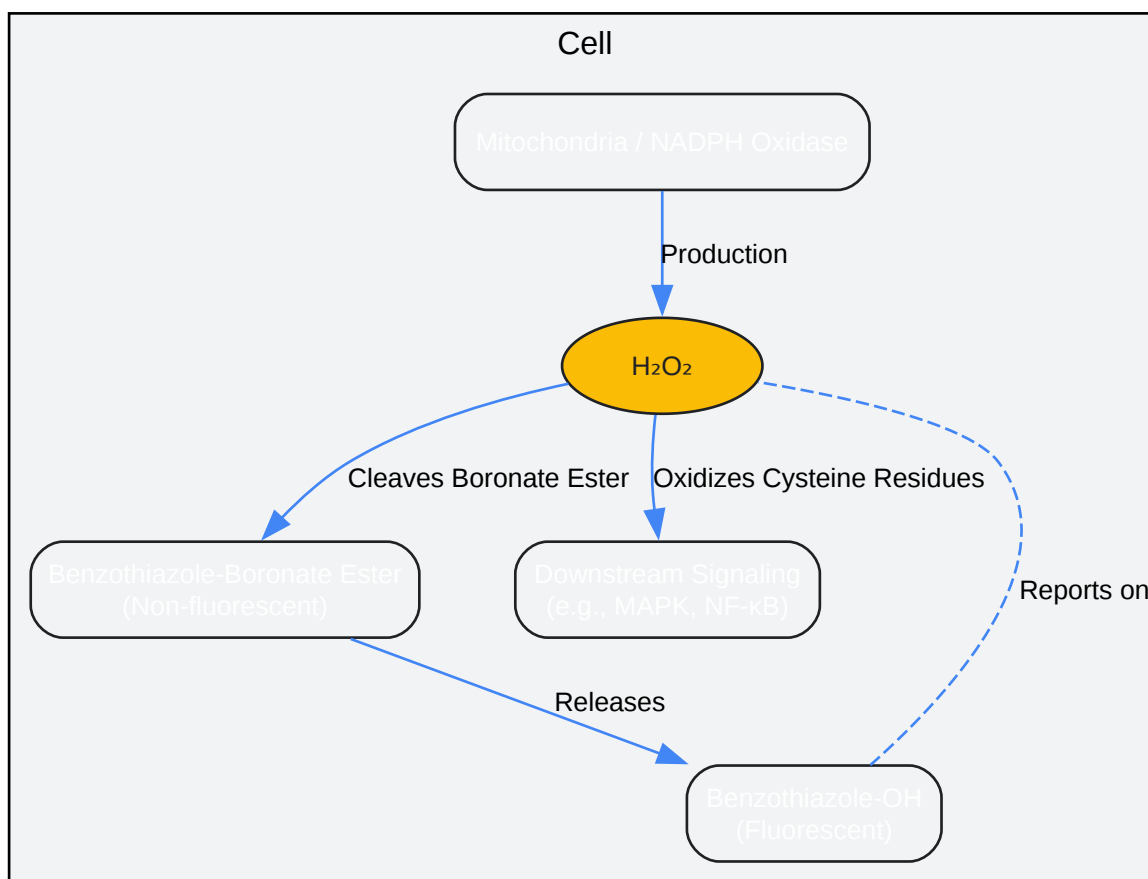 Cell
Mitochondria / NADPH Oxidase
Production
H₂O₂
Cleaves Boronate Ester
Oxidizes Cysteine Residues
Benzothiazole-Boronate Ester
(Non-fluorescent)
Downstream Signaling
(e.g., MAPK, NF-κB)
Reports on
Releases
Benzothiazole-OH
(Fluorescent)